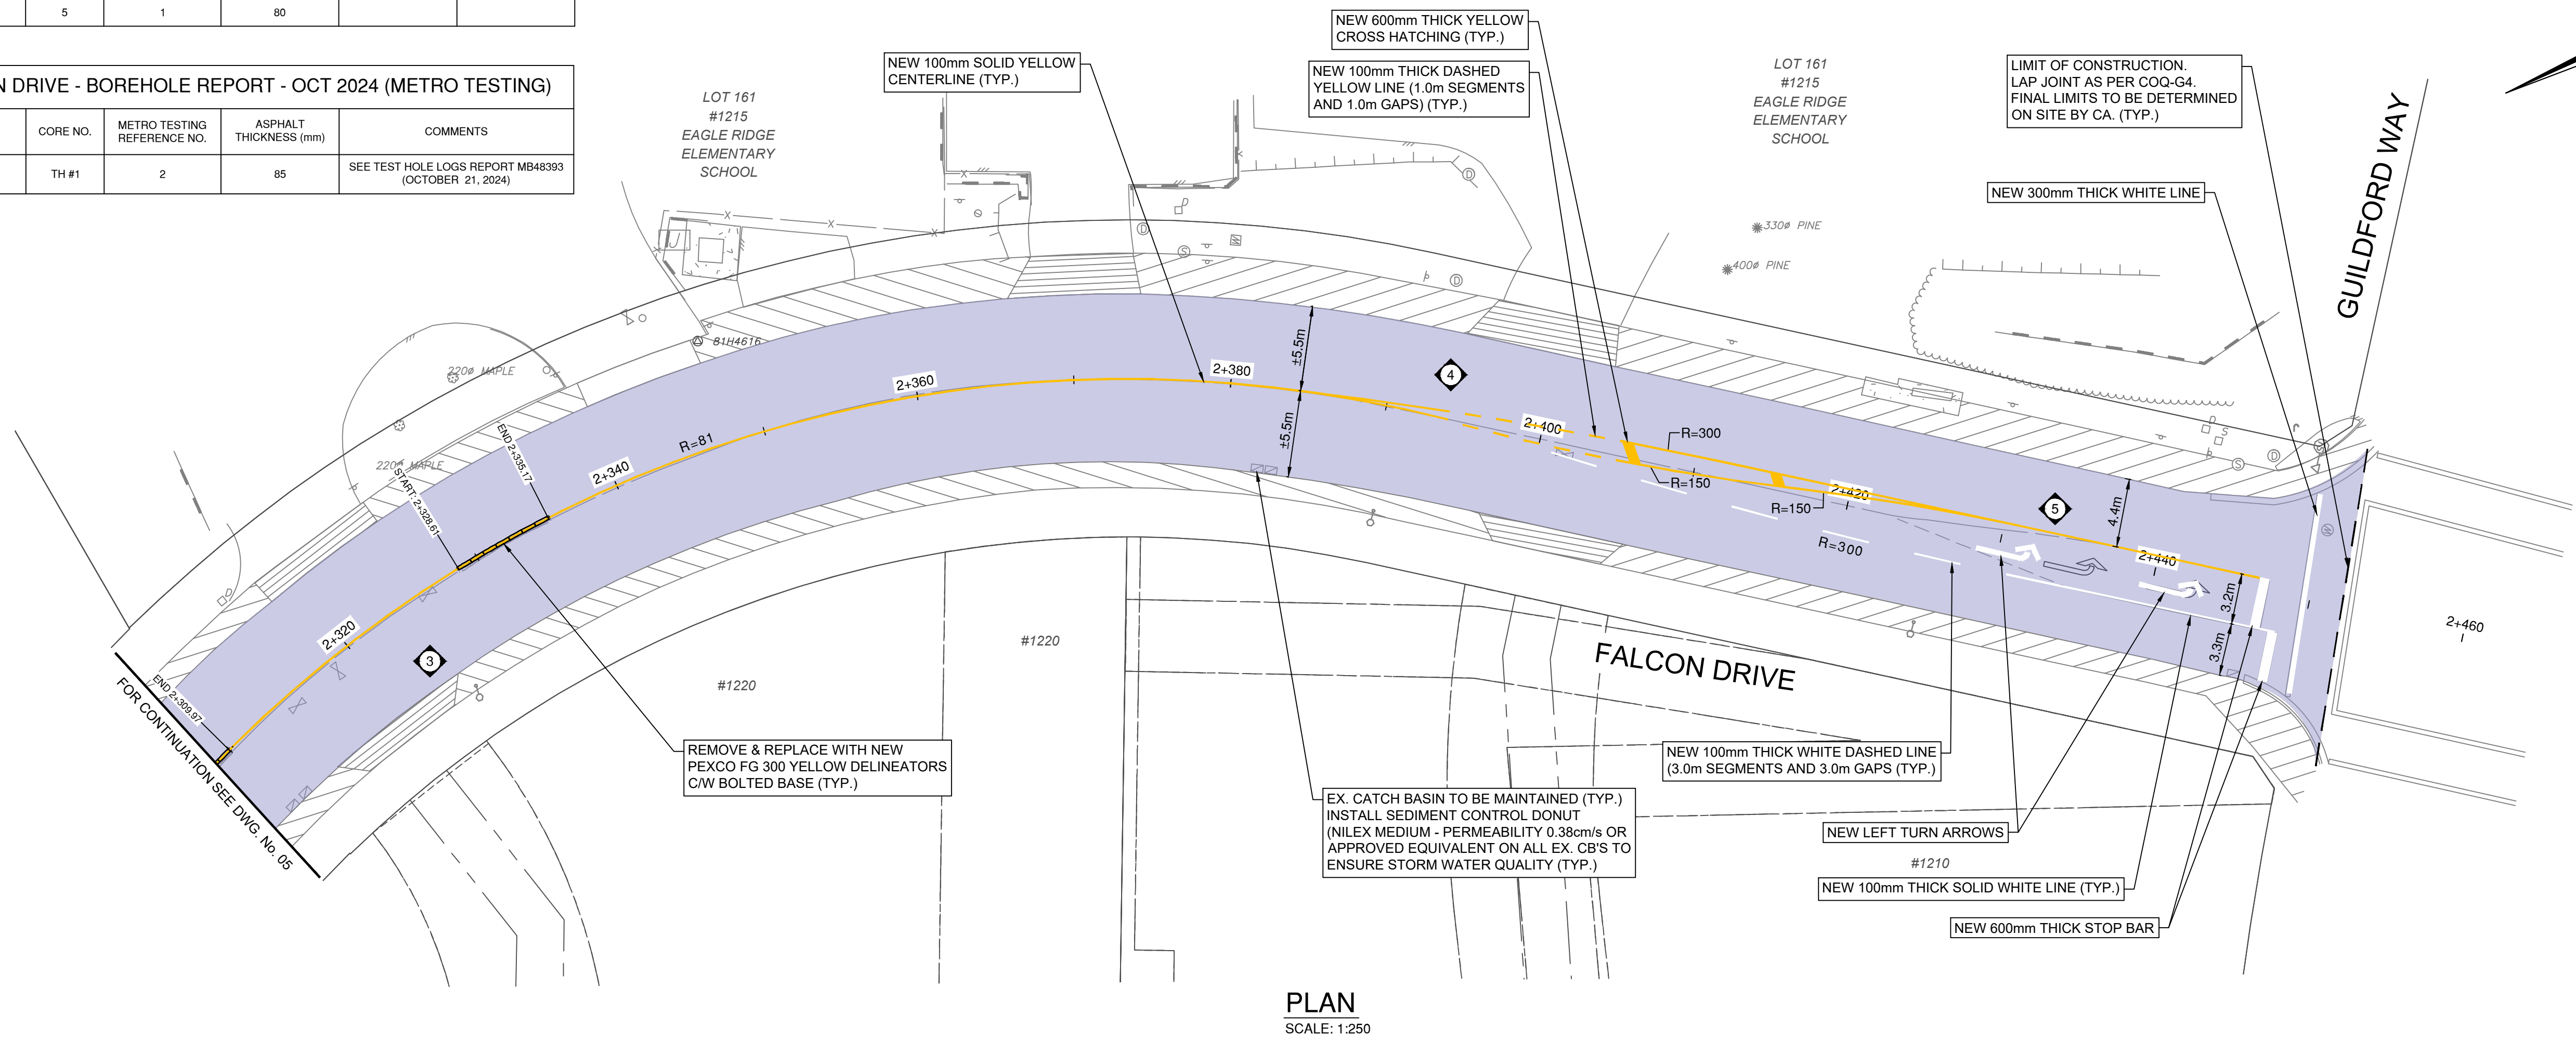 5 1 80
N DRIVE - BOREHOLE REPORT - OCT 2024 (METRO TESTING)
CORE NO.
METRO TESTING
REFERENCE NO.
ASPHALT
THICKNESS (mm)
COMMENTS
TH #1
2
85
SEE TEST HOLE LOGS REPORT MB48393
(OCTOBER 21, 2024)
NEW 100mm SOLID YELLOW
CENTERLINE (TYP.)
NEW 600mm THICK YELLOW
CROSS HATCHING (TYP.)
NEW 100mm THICK DASHED
YELLOW LINE (1.0m SEGMENTS
AND 1.0m GAPS) (TYP.)
LIMIT OF CONSTRUCTION.
LAP JOINT AS PER COQ-G4.
FINAL LIMITS TO BE DETERMINED
ON SITE BY CA. (TYP.)
NEW 300mm THICK WHITE LINE
LOT 161
#1215
EAGLE RIDGE
ELEMENTARY
SCHOOL
LOT 161
#1215
EAGLE RIDGE
ELEMENTARY
SCHOOL
GUILDFORD WAY
330ø PINE
400ø PINE
81H4616
220ø MAPLE
220ø MAPLE
END 2+335.17
START: 2+328.61
END 2+309.97
2+320
2+340
R=81
2+360
2+380
±5.5m
±5.5m
4
2+400
R=300
R=150
R=150
2+420
R=300
5
4.4m
2+440
3.2m
3.3m
2+460
3
FOR CONTINUATION SEE DWG. No. 05
#1220
#1220
FALCON DRIVE
REMOVE & REPLACE WITH NEW
PEXCO FG 300 YELLOW DELINEATORS
C/W BOLTED BASE (TYP.)
EX. CATCH BASIN TO BE MAINTAINED (TYP.)
INSTALL SEDIMENT CONTROL DONUT
(NILEX MEDIUM - PERMEABILITY 0.38cm/s OR
APPROVED EQUIVALENT ON ALL EX. CB'S TO
ENSURE STORM WATER QUALITY (TYP.)
NEW 100mm THICK WHITE DASHED LINE
(3.0m SEGMENTS AND 3.0m GAPS (TYP.)
NEW LEFT TURN ARROWS
#1210
NEW 100mm THICK SOLID WHITE LINE (TYP.)
NEW 600mm THICK STOP BAR
PLAN
SCALE: 1:250